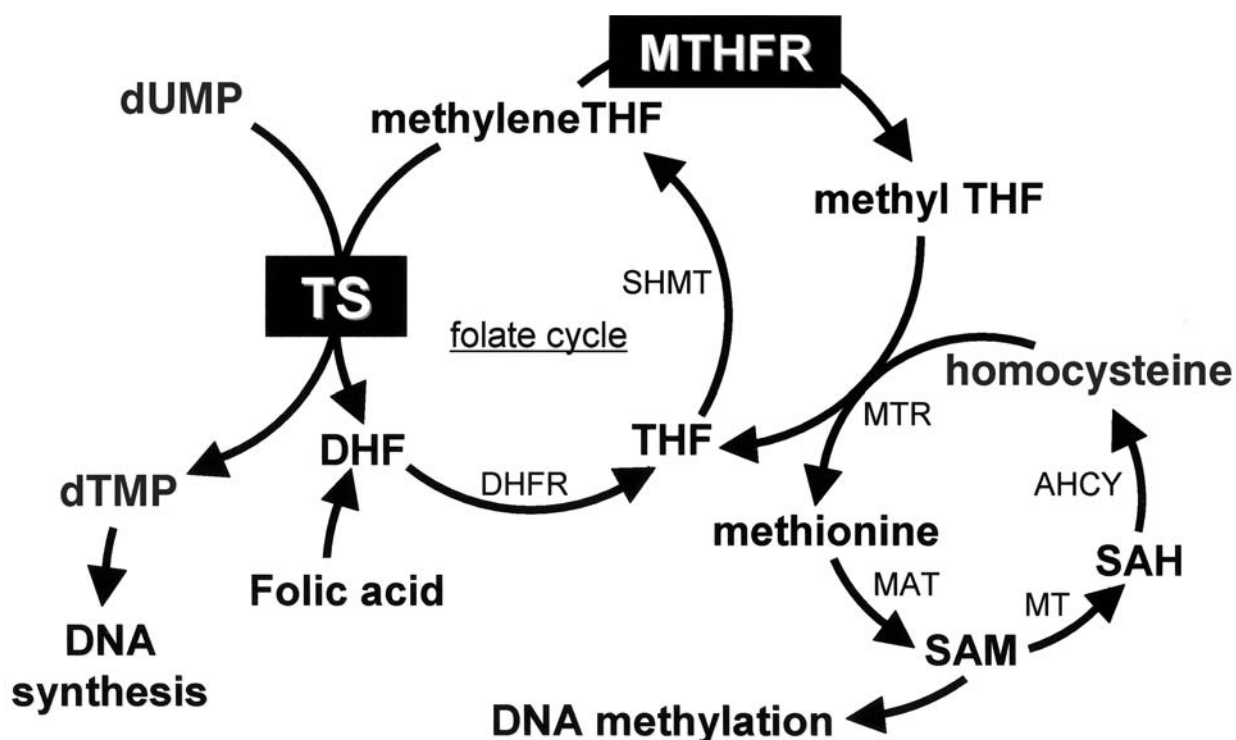 MTHFR
dUMP
methyleneTHF
methyl THF
SHMT
TS
folate cycle
homocysteine
MTR
THF
DHF
DHFR
dTMP
AHCY
methionine
SAH
Folic acid
MAT
MT
DNA
synthesis
SAM
DNA methylation